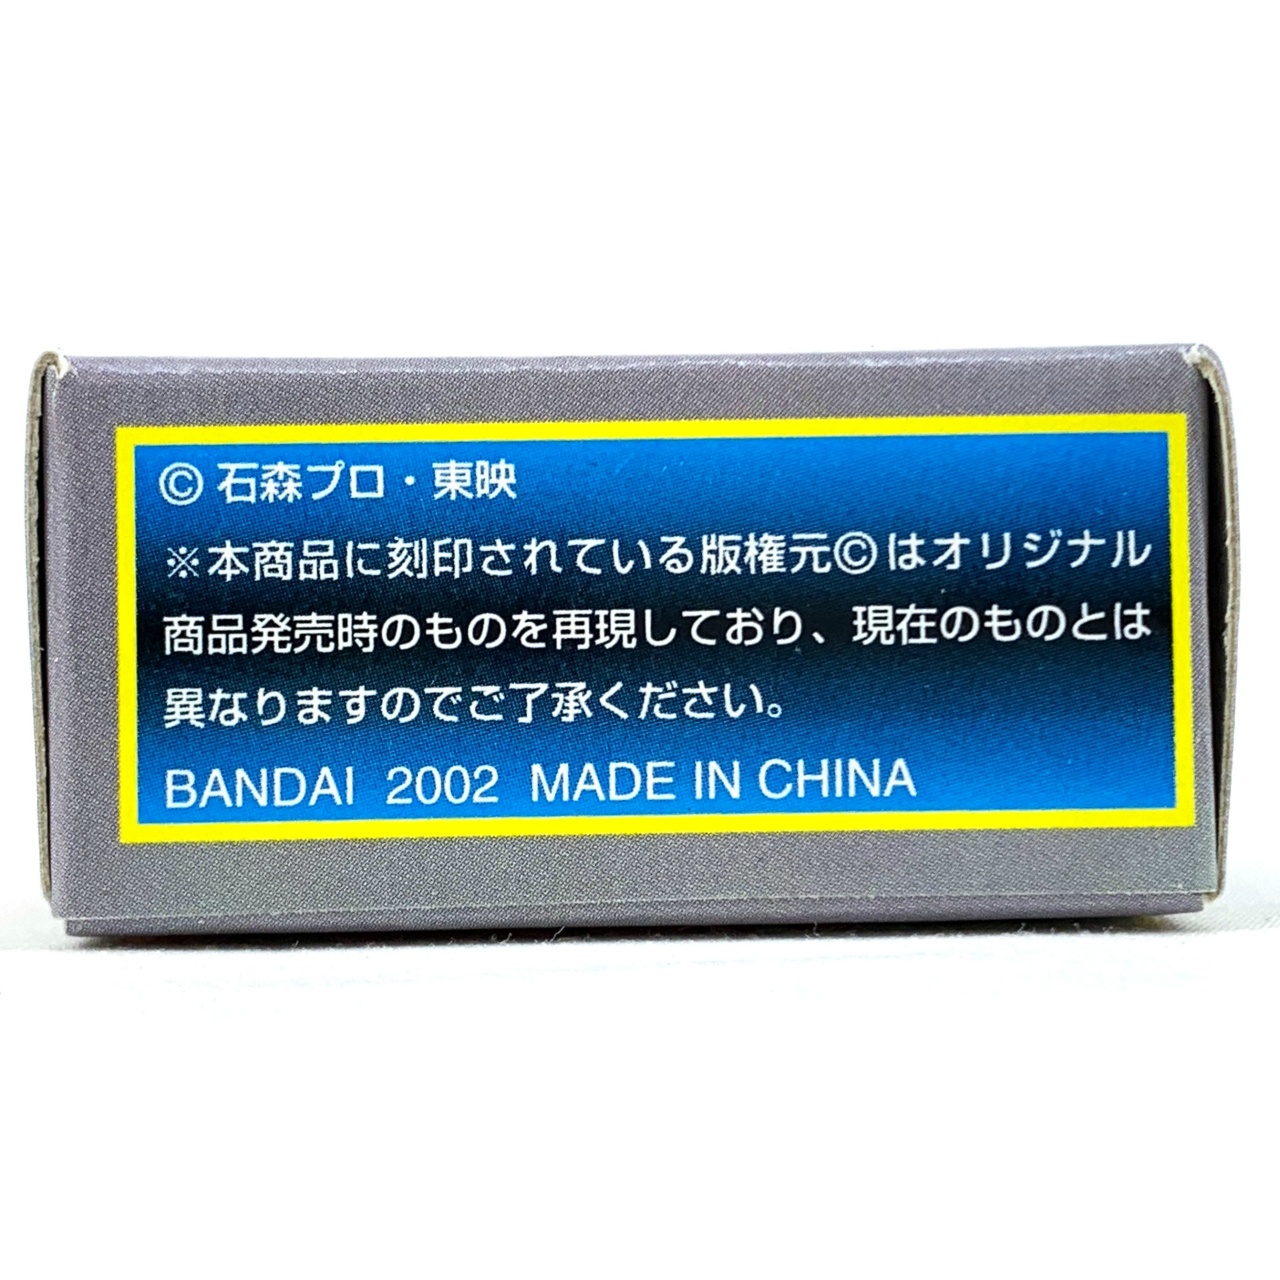 © 石森プロ・東映
※本商品に刻印されている版権元©はオリジナル
商品発売時のものを再現しており、現在のものとは
異なりますのでご了承ください。
BANDAI 2002 MADE IN CHINA